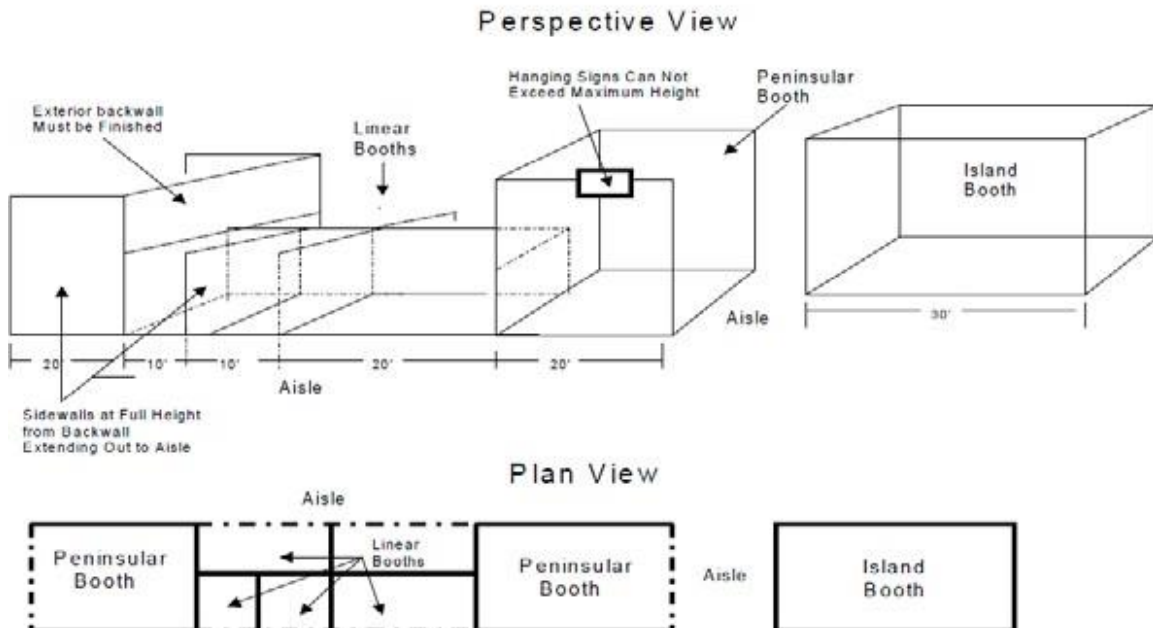 Perspective View
Hanging Signs Can Not
Exceed Maximum Height
Peninsular
Booth
Exterior backwall
Must be Finished
Linear
Booths
Island
Booth
Aisle
30'
20'
10'
10'
20'
20'
Aisle
Sidewalls at Full Height
from Backwall
Extending Out to Aisle
Plan View
Aisle
Peninsular
Booth
Linear
Booths
Peninsular
Booth
Aisle
Island
Booth